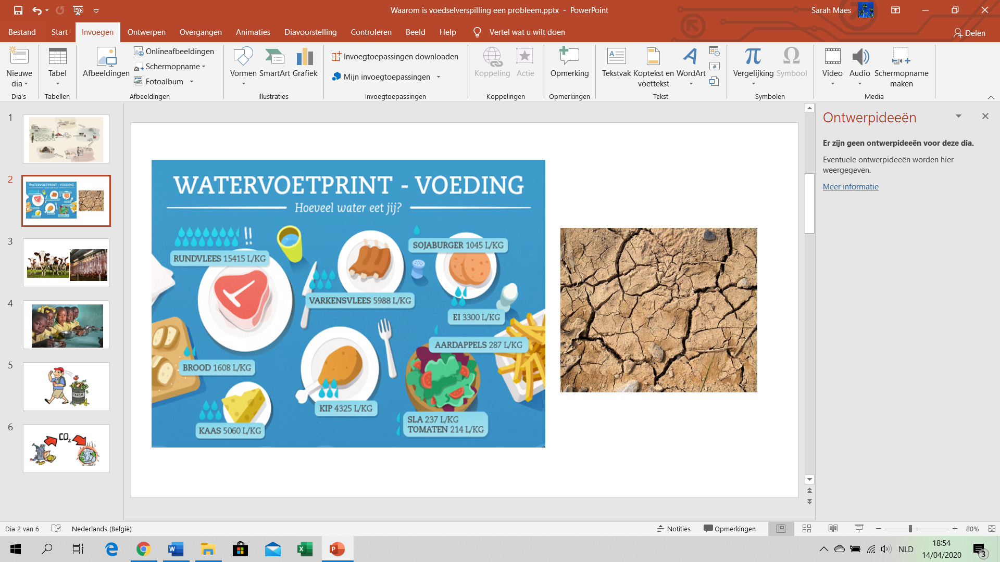 Waarom is voedselverspilling een probleem.pptx - PowerPoint
Sarah Maes
Bestand
Start
Invoegen
Ontwerpen
Overgangen
Animaties
Diavoorstelling
Controleren
Beeld
Help
Vertel wat u wilt doen
Delen
Nieuwe
dia
Dia's
Tabel
Tabellen
Afbeeldingen
Onlineafbeeldingen
Schermopname
Fotoalbum
Afbeeldingen
Vormen
SmartArt
Grafiek
Illustraties
Invoegtoepassingen downloaden
Mijn invoegtoepassingen
Invoegtoepassingen
Koppeling
Actie
Koppelingen
Opmerking
Opmerkingen
Tekstvak
Koptekst en
voettekst
WordArt
Tekst
Vergelijking
Symbool
Symbolen
Video
Audio
Schermopname
maken
Media
1
2
3
4
5
6
WATERVOETPRINT - VOEDING
CO2
WATERVOETPRINT - VOEDING
Hoeveel water eet jij?
!!
RUNDVLEES 15415 L/KG
SOJABURGER 1045 L/KG
VARKENSVLEES 5988 L/KG
EI 3300 L/KG
AARDAPPELS 287 L/KG
BROOD 1608 L/KG
KIP 4325 L/KG
KAAS 5060 L/KG
SLA 237 L/KG
TOMATEN 214 L/KG
Ontwerpideeën
Er zijn geen ontwerpideeën voor deze dia.
Eventuele ontwerpideeën worden hier
weergegeven.
Meer informatie
Dia 2 van 6
Nederlands (België)
Notities
Opmerkingen
80%
NLD
18:54
14/04/2020
3